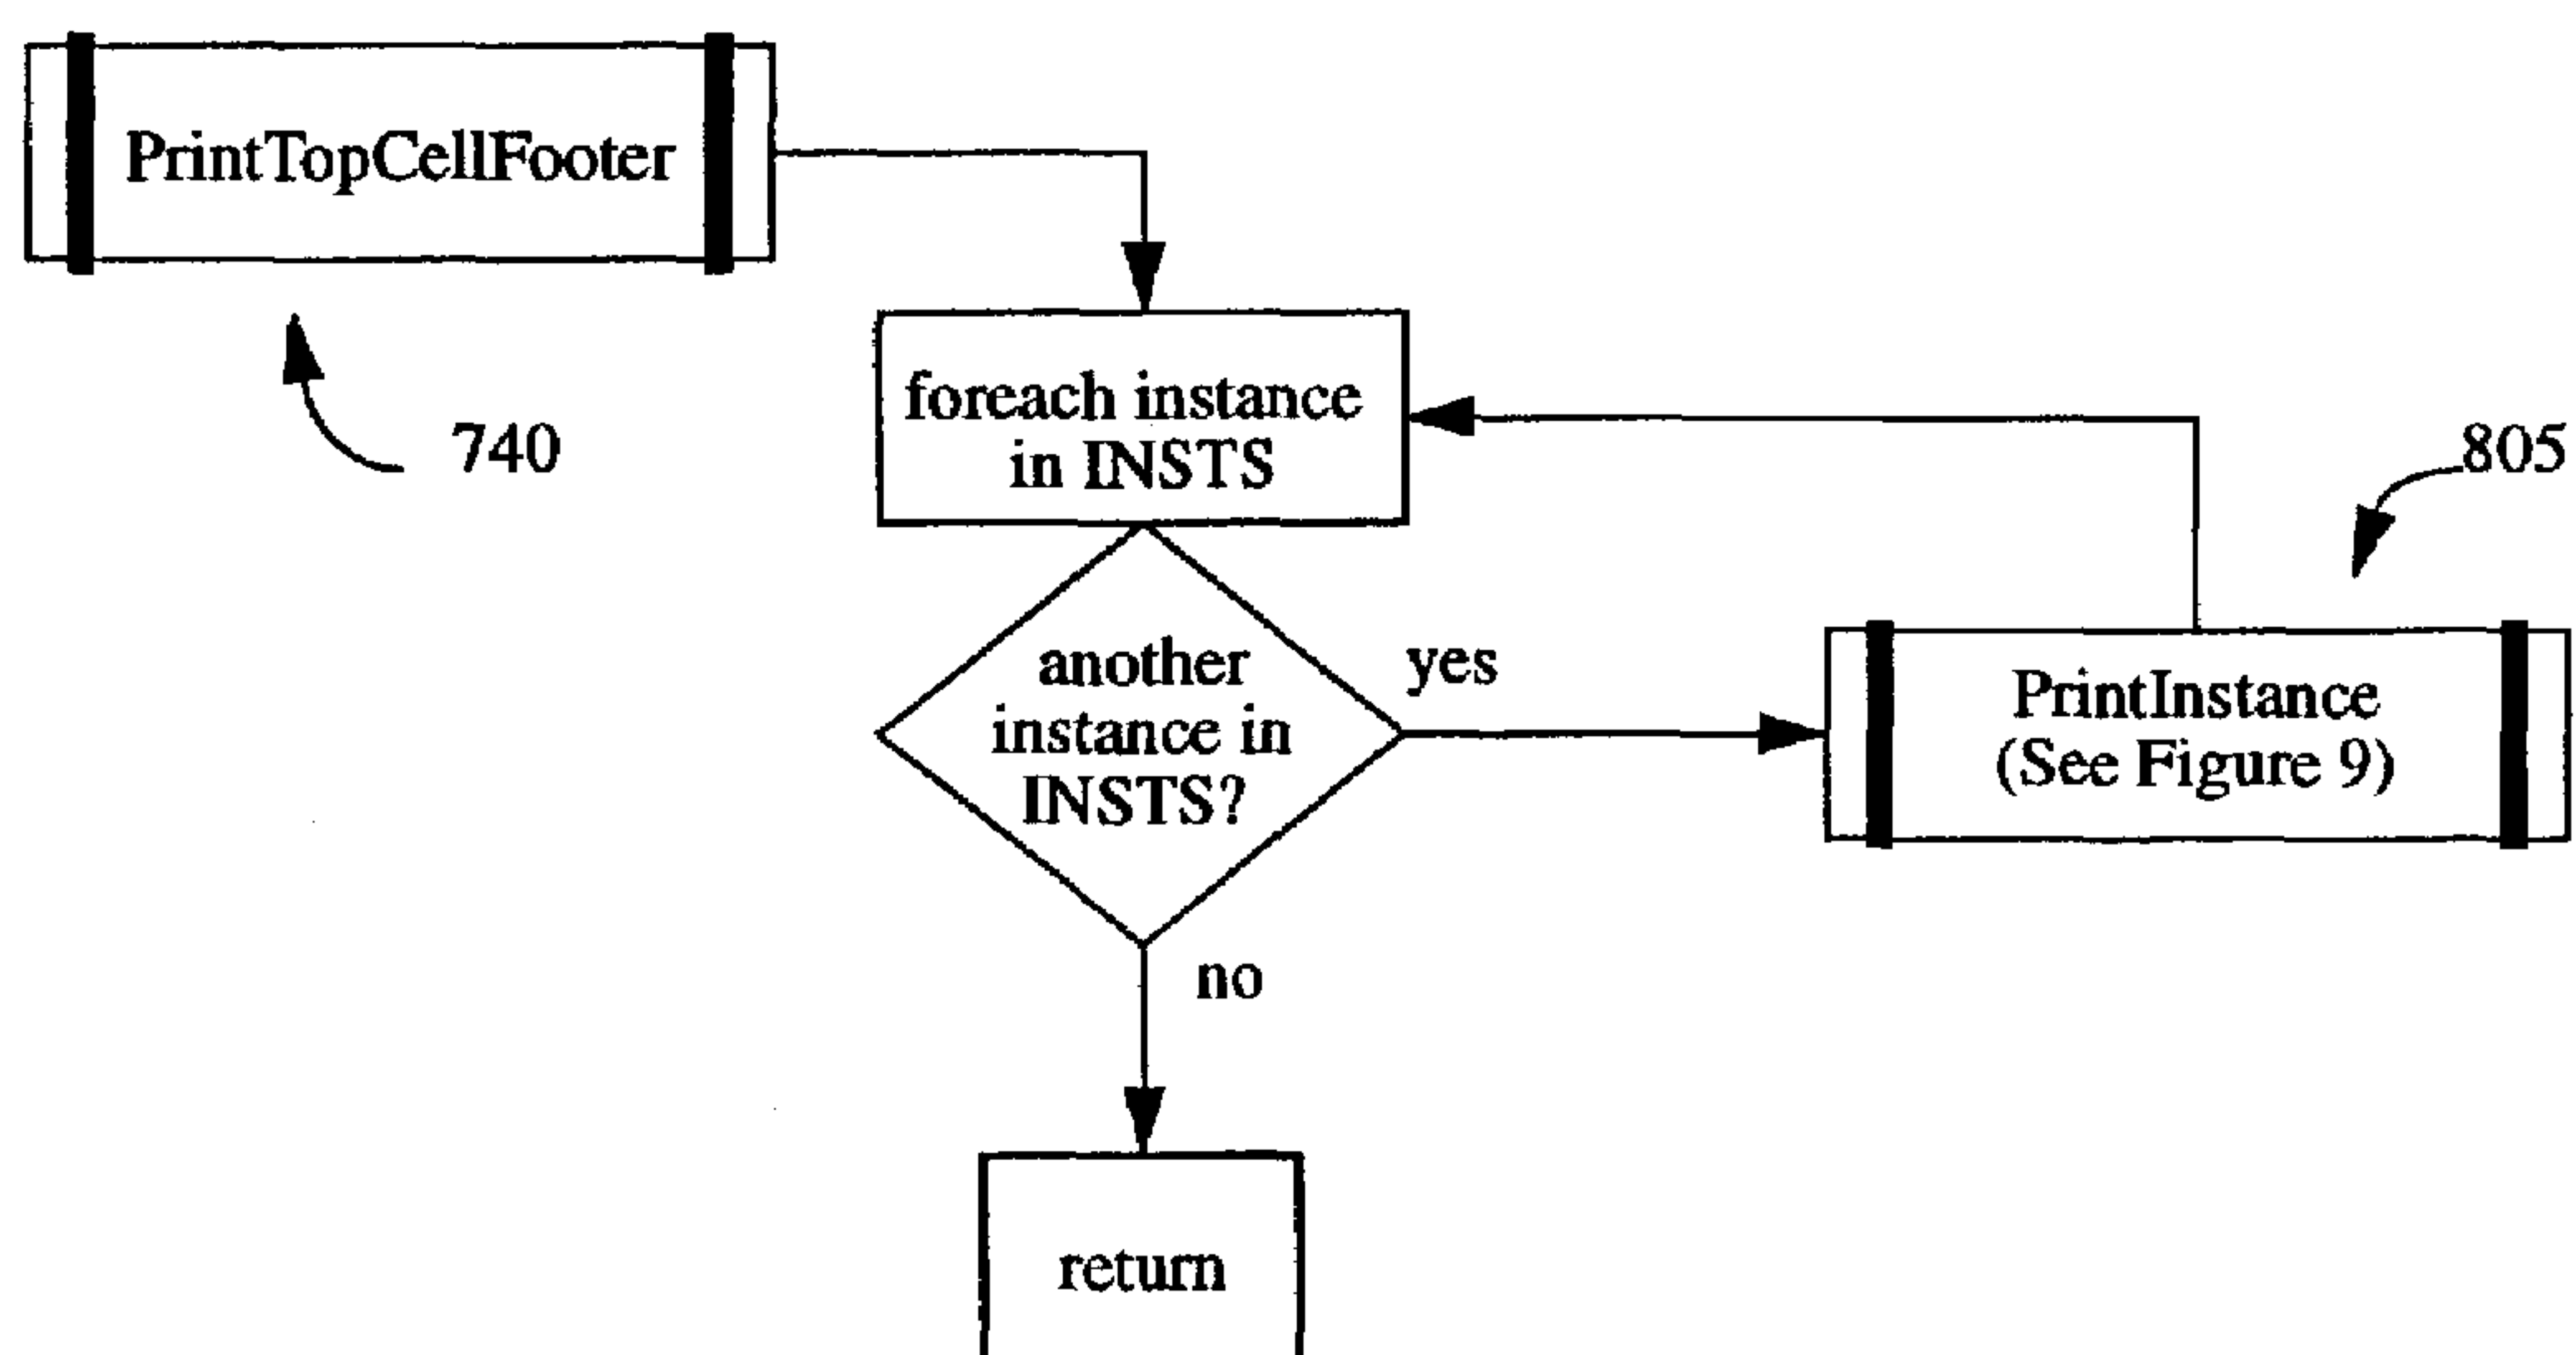 PrintTopCellFooter
740
foreach instance
in INSTS
805
another
instance in
INSTS?
yes
PrintInstance
(See Figure 9)
no
return